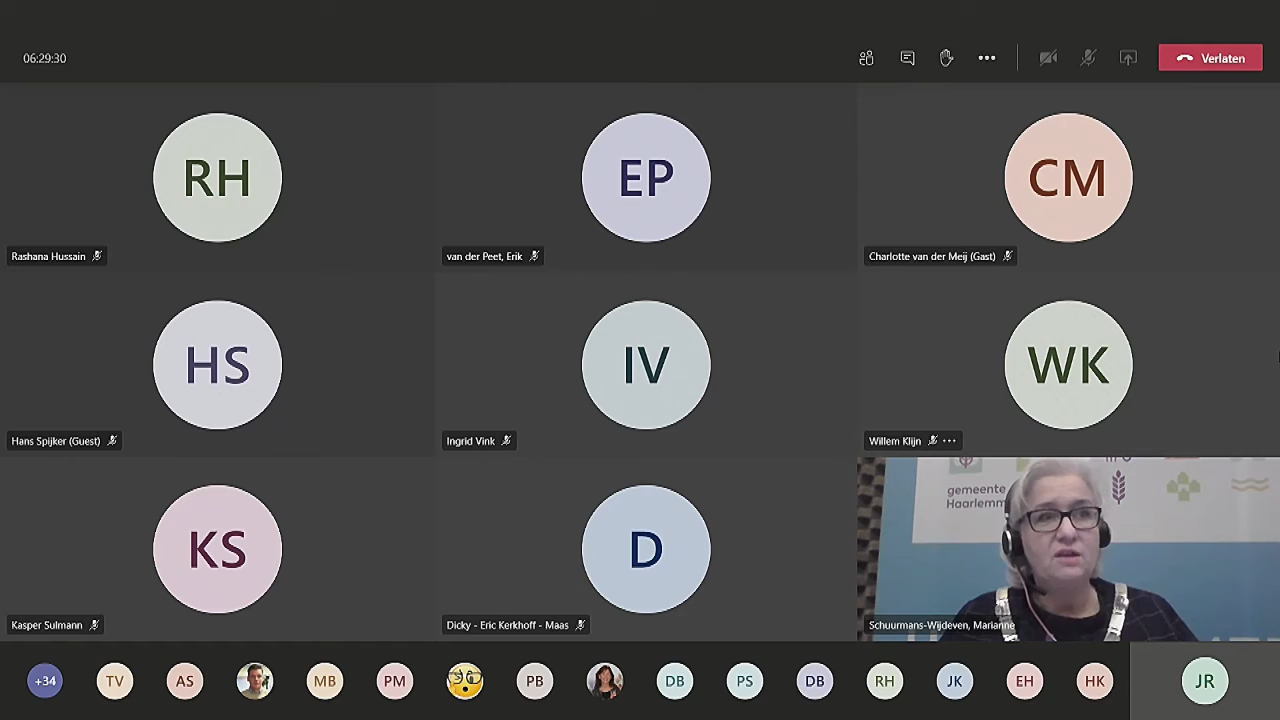 06:29:30
Verlaten
RH
EP
CM
Rashana Hussain
van der Peet, Erik
Charlotte van der Meij (Gast)
HS
IV
WK
Hans Spijker (Guest)
Ingrid Vink
Willem Klijn
gemeente
Haarlemm
KS
D
Kasper Sulmann
Dicky - Eric Kerkhoff - Maas
Schuurmans-Wijdeven, Marianne
+34
TV
AS
MB
PM
PB
DB
PS
DB
RH
JK
EH
HK
JR